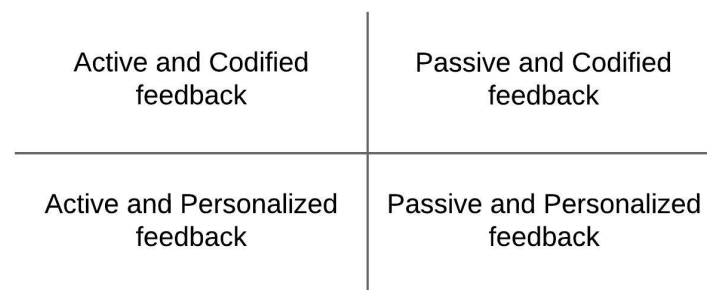 Active and Codified
feedback
Passive and Codified
feedback
Active and Personalized
feedback
Passive and Personalized
feedback